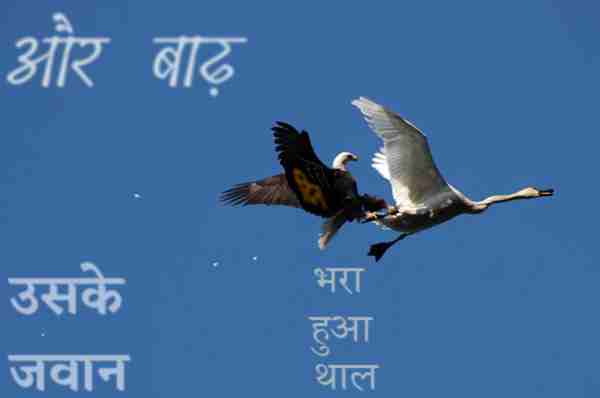 और बाढ़
उसके
जवान
भरा
हुआ
थाल